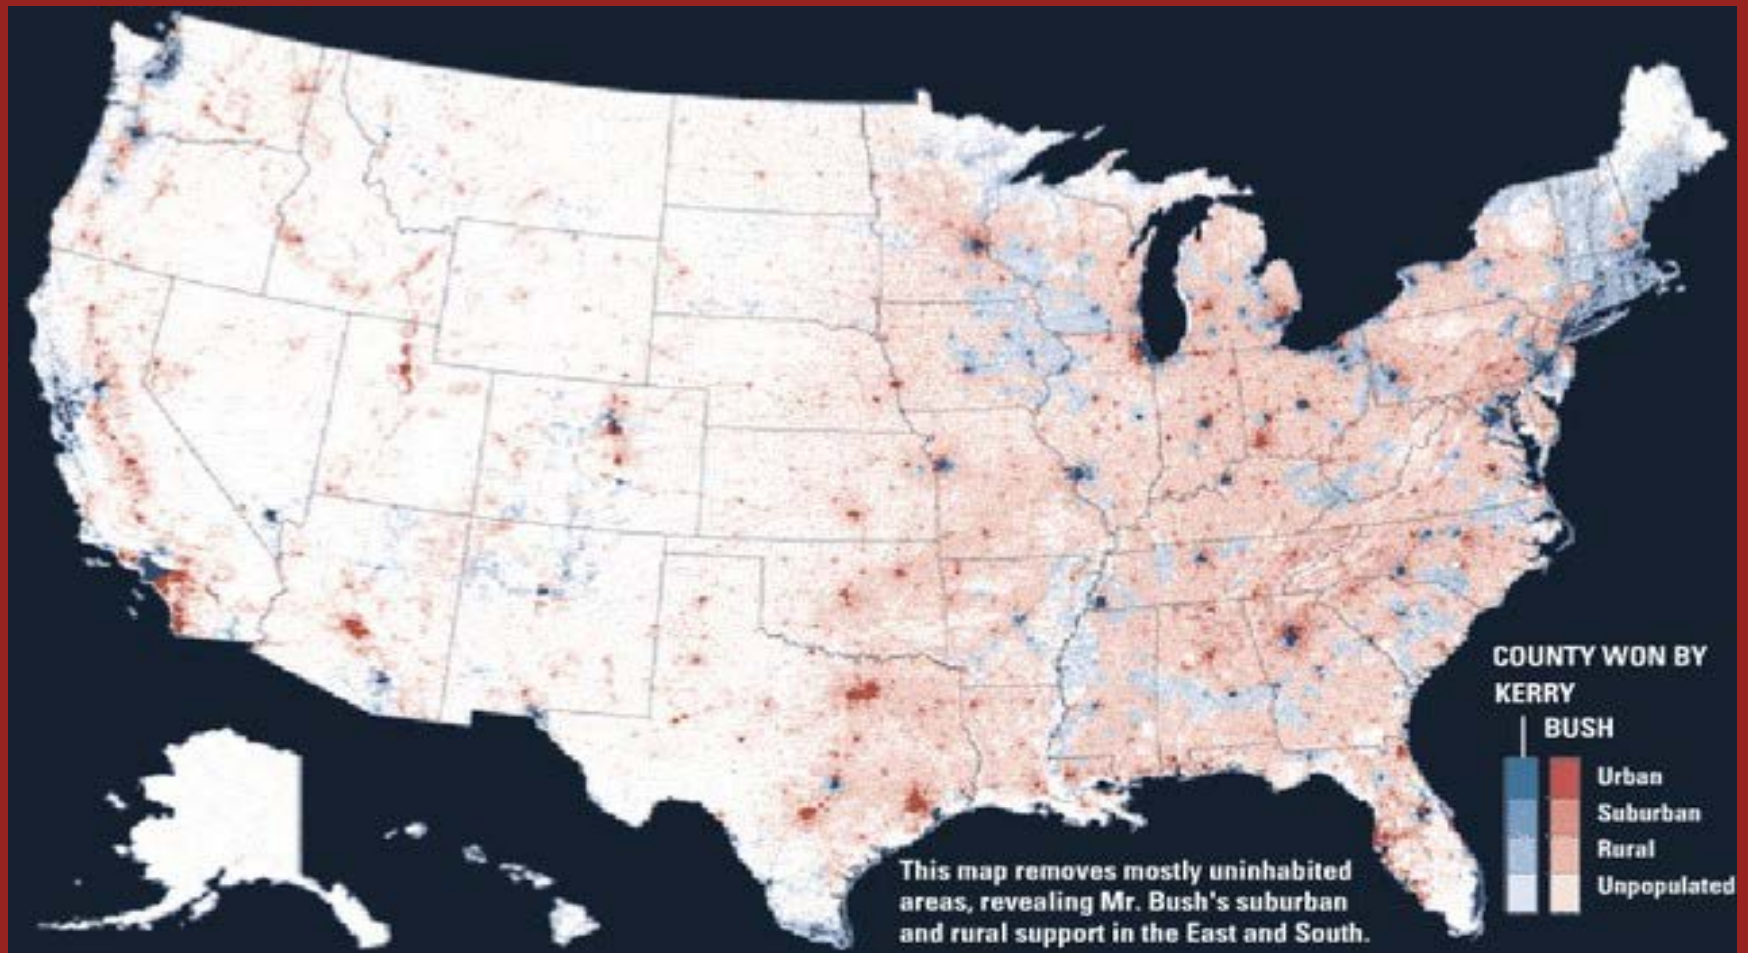 COUNTY WON BY
KERRY
BUSH
Urban
Suburban
Rural
Unpopulated
This map removes mostly uninhabited
areas, revealing Mr. Bush's suburban
and rural support in the East and South.